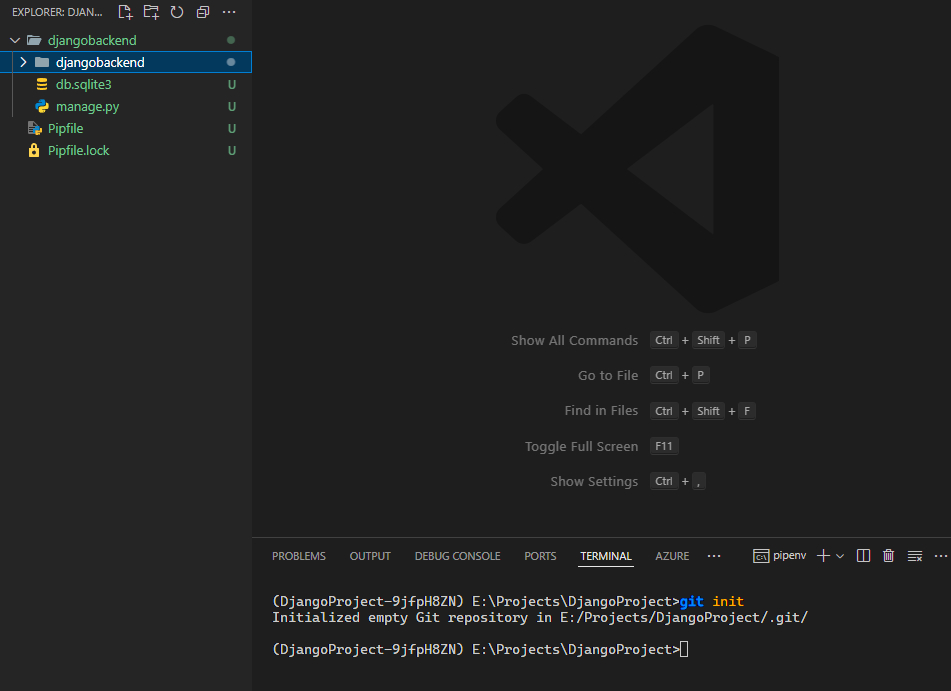 EXPLORER: DJAN...
djangobackend
djangobackend
db.sqlite3 U
manage.py U
Pipfile U
Pipfile.lock U
Show All Commands Ctrl + Shift + P
Go to File Ctrl + P
Find in Files Ctrl + Shift + F
Toggle Full Screen F11
Show Settings Ctrl + ,
PROBLEMS OUTPUT DEBUG CONSOLE PORTS TERMINAL AZURE ... pipenv
(DjangoProject-9jfpH8ZN) E:\Projects\DjangoProject>git init
Initialized empty Git repository in E:/Projects/DjangoProject/.git/
(DjangoProject-9jfpH8ZN) E:\Projects\DjangoProject>